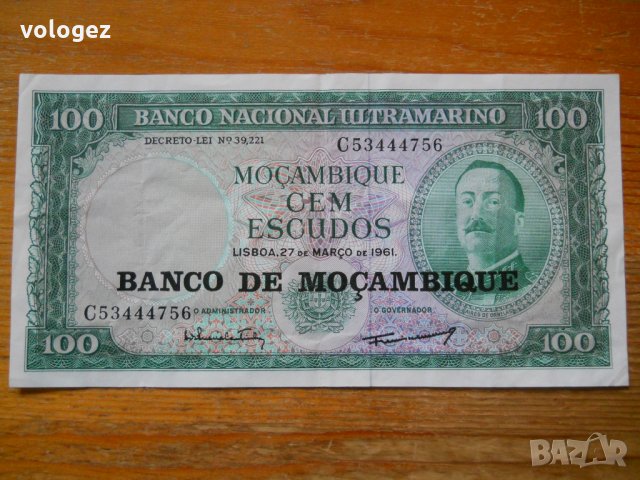 vologez
100 BANCO NACIONAL ULTRAMARINO 100
DECRETO-LEI Nº 39,221 C53444756
MOÇAMBIQUE
CEM
ESCUDOS
LISBOA, 27 DE MARÇO DE 1961.
BANCO DE MOÇAMBIQUE
C53444756 O ADMINISTRADOR O GOVERNADOR
100 100
BAZAR